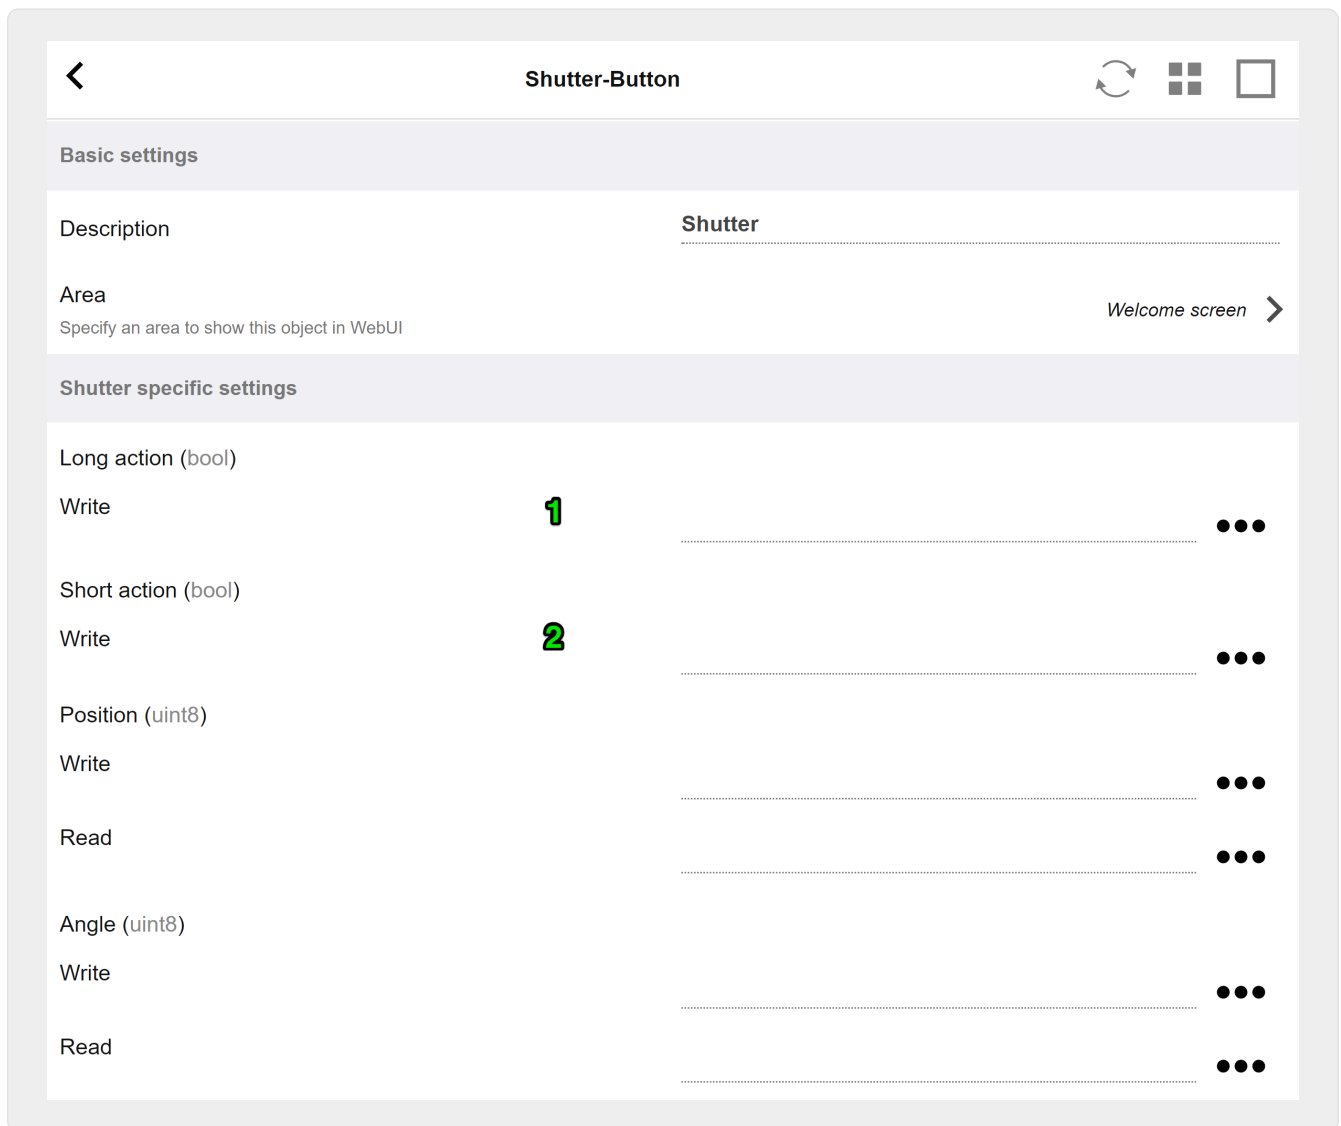 Shutter-Button
Basic settings
Description
Shutter
Area
Specify an area to show this object in WebUI
Welcome screen
Shutter specific settings
Long action (bool)
Write
1
Short action (bool)
Write
2
Position (uint8)
Write
Read
Angle (uint8)
Write
Read